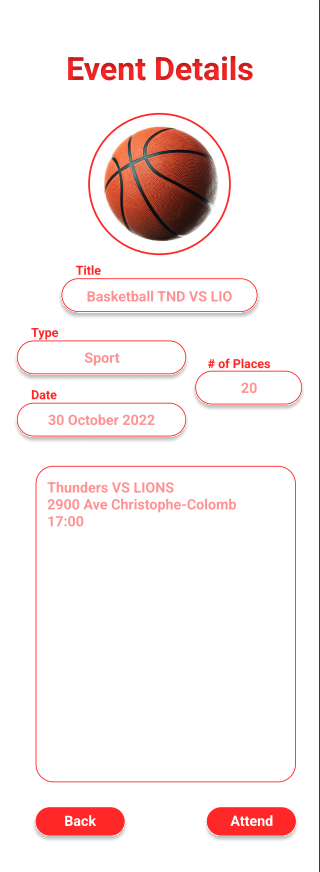 Event Details
Title
Basketball TND VS LIO
Type
Sport
# of Places
20
Date
30 October 2022
Thunders VS LIONS
2900 Ave Christophe-Colomb
17:00
Back
Attend